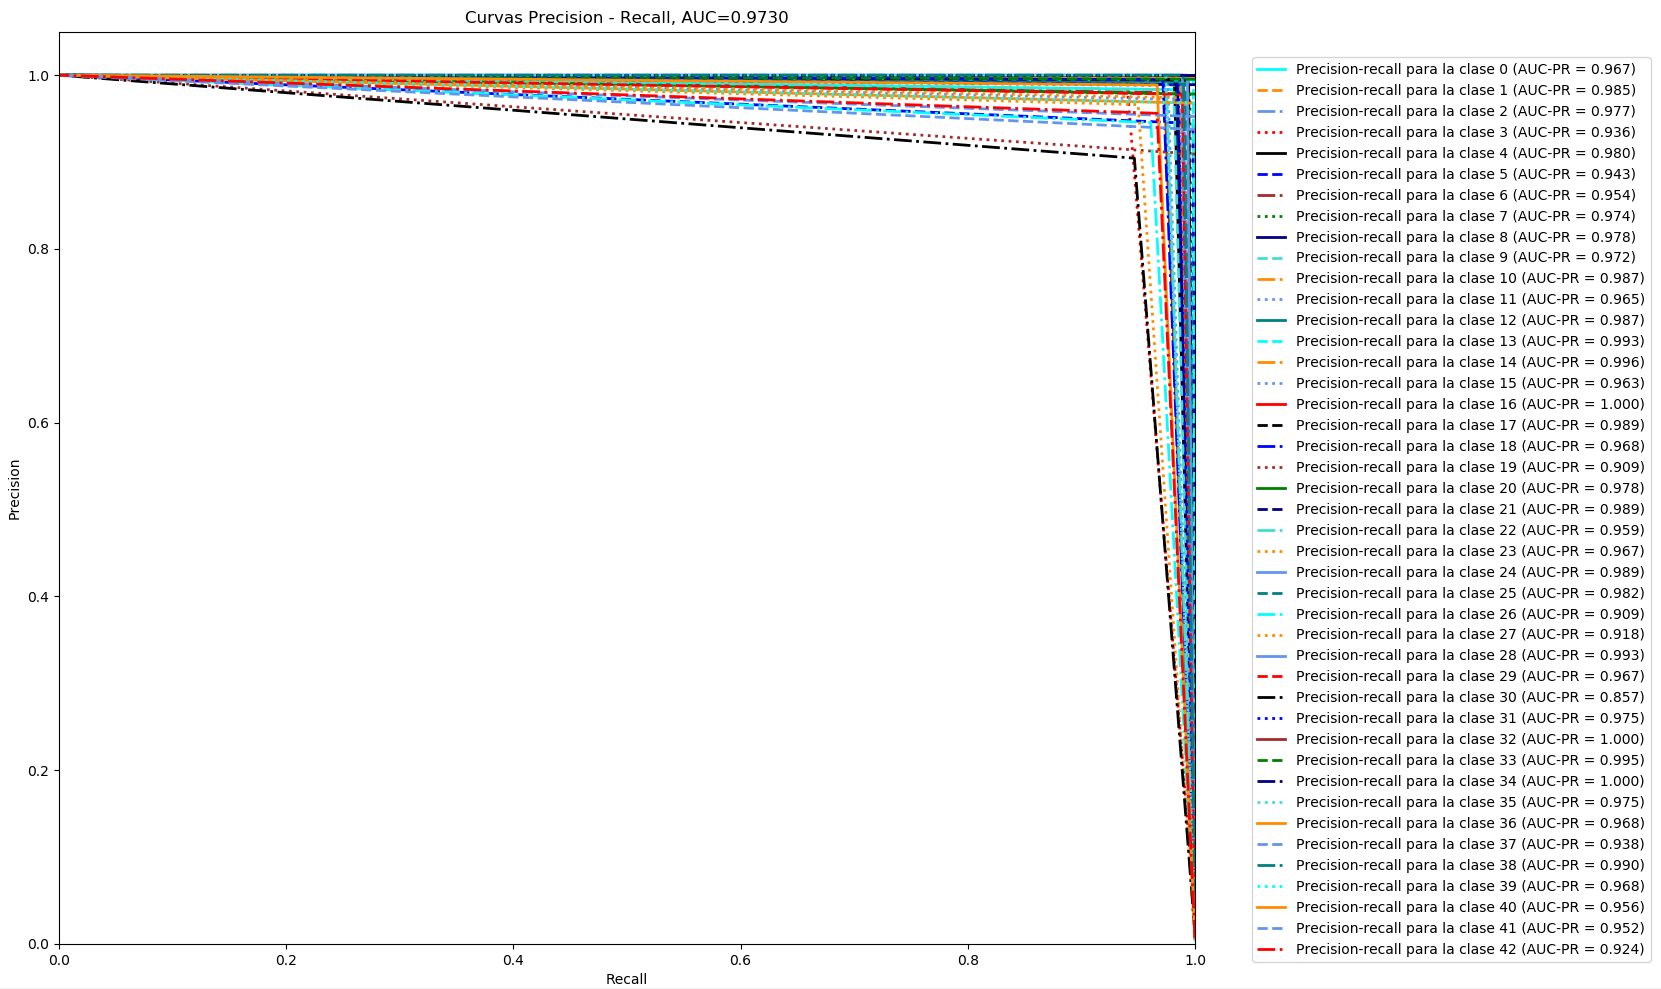 Curvas Precision - Recall, AUC=0.9730
1.0
0.8
0.6
0.4
0.2
0.0
Precision
0.0 0.2 0.4 0.6 0.8 1.0
Recall
Precision-recall para la clase 0 (AUC-PR = 0.967)
Precision-recall para la clase 1 (AUC-PR = 0.985)
Precision-recall para la clase 2 (AUC-PR = 0.977)
Precision-recall para la clase 3 (AUC-PR = 0.936)
Precision-recall para la clase 4 (AUC-PR = 0.980)
Precision-recall para la clase 5 (AUC-PR = 0.943)
Precision-recall para la clase 6 (AUC-PR = 0.954)
Precision-recall para la clase 7 (AUC-PR = 0.974)
Precision-recall para la clase 8 (AUC-PR = 0.978)
Precision-recall para la clase 9 (AUC-PR = 0.972)
Precision-recall para la clase 10 (AUC-PR = 0.987)
Precision-recall para la clase 11 (AUC-PR = 0.965)
Precision-recall para la clase 12 (AUC-PR = 0.987)
Precision-recall para la clase 13 (AUC-PR = 0.993)
Precision-recall para la clase 14 (AUC-PR = 0.996)
Precision-recall para la clase 15 (AUC-PR = 0.963)
Precision-recall para la clase 16 (AUC-PR = 1.000)
Precision-recall para la clase 17 (AUC-PR = 0.989)
Precision-recall para la clase 18 (AUC-PR = 0.968)
Precision-recall para la clase 19 (AUC-PR = 0.909)
Precision-recall para la clase 20 (AUC-PR = 0.978)
Precision-recall para la clase 21 (AUC-PR = 0.989)
Precision-recall para la clase 22 (AUC-PR = 0.959)
Precision-recall para la clase 23 (AUC-PR = 0.967)
Precision-recall para la clase 24 (AUC-PR = 0.989)
Precision-recall para la clase 25 (AUC-PR = 0.982)
Precision-recall para la clase 26 (AUC-PR = 0.909)
Precision-recall para la clase 27 (AUC-PR = 0.918)
Precision-recall para la clase 28 (AUC-PR = 0.993)
Precision-recall para la clase 29 (AUC-PR = 0.967)
Precision-recall para la clase 30 (AUC-PR = 0.857)
Precision-recall para la clase 31 (AUC-PR = 0.975)
Precision-recall para la clase 32 (AUC-PR = 1.000)
Precision-recall para la clase 33 (AUC-PR = 0.995)
Precision-recall para la clase 34 (AUC-PR = 1.000)
Precision-recall para la clase 35 (AUC-PR = 0.975)
Precision-recall para la clase 36 (AUC-PR = 0.968)
Precision-recall para la clase 37 (AUC-PR = 0.938)
Precision-recall para la clase 38 (AUC-PR = 0.990)
Precision-recall para la clase 39 (AUC-PR = 0.968)
Precision-recall para la clase 40 (AUC-PR = 0.956)
Precision-recall para la clase 41 (AUC-PR = 0.952)
Precision-recall para la clase 42 (AUC-PR = 0.924)